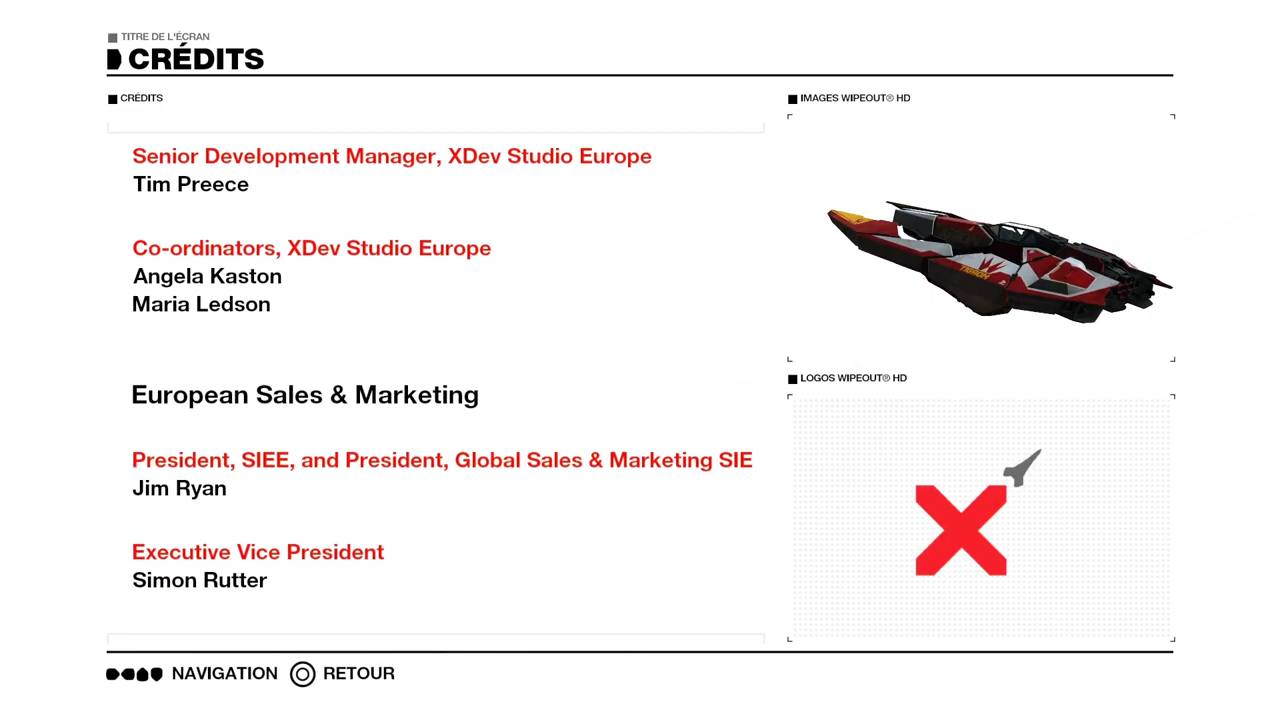 TITRE DE L'ÉCRAN
CRÉDITS
CRÉDITS
Senior Development Manager, XDev Studio Europe
Tim Preece
Co-ordinators, XDev Studio Europe
Angela Kaston
Maria Ledson
European Sales & Marketing
President, SIEE, and President, Global Sales & Marketing SIE
Jim Ryan
Executive Vice President
Simon Rutter
IMAGES WIPEOUT® HD
TIGRON
LOGOS WIPEOUT® HD
NAVIGATION
RETOUR